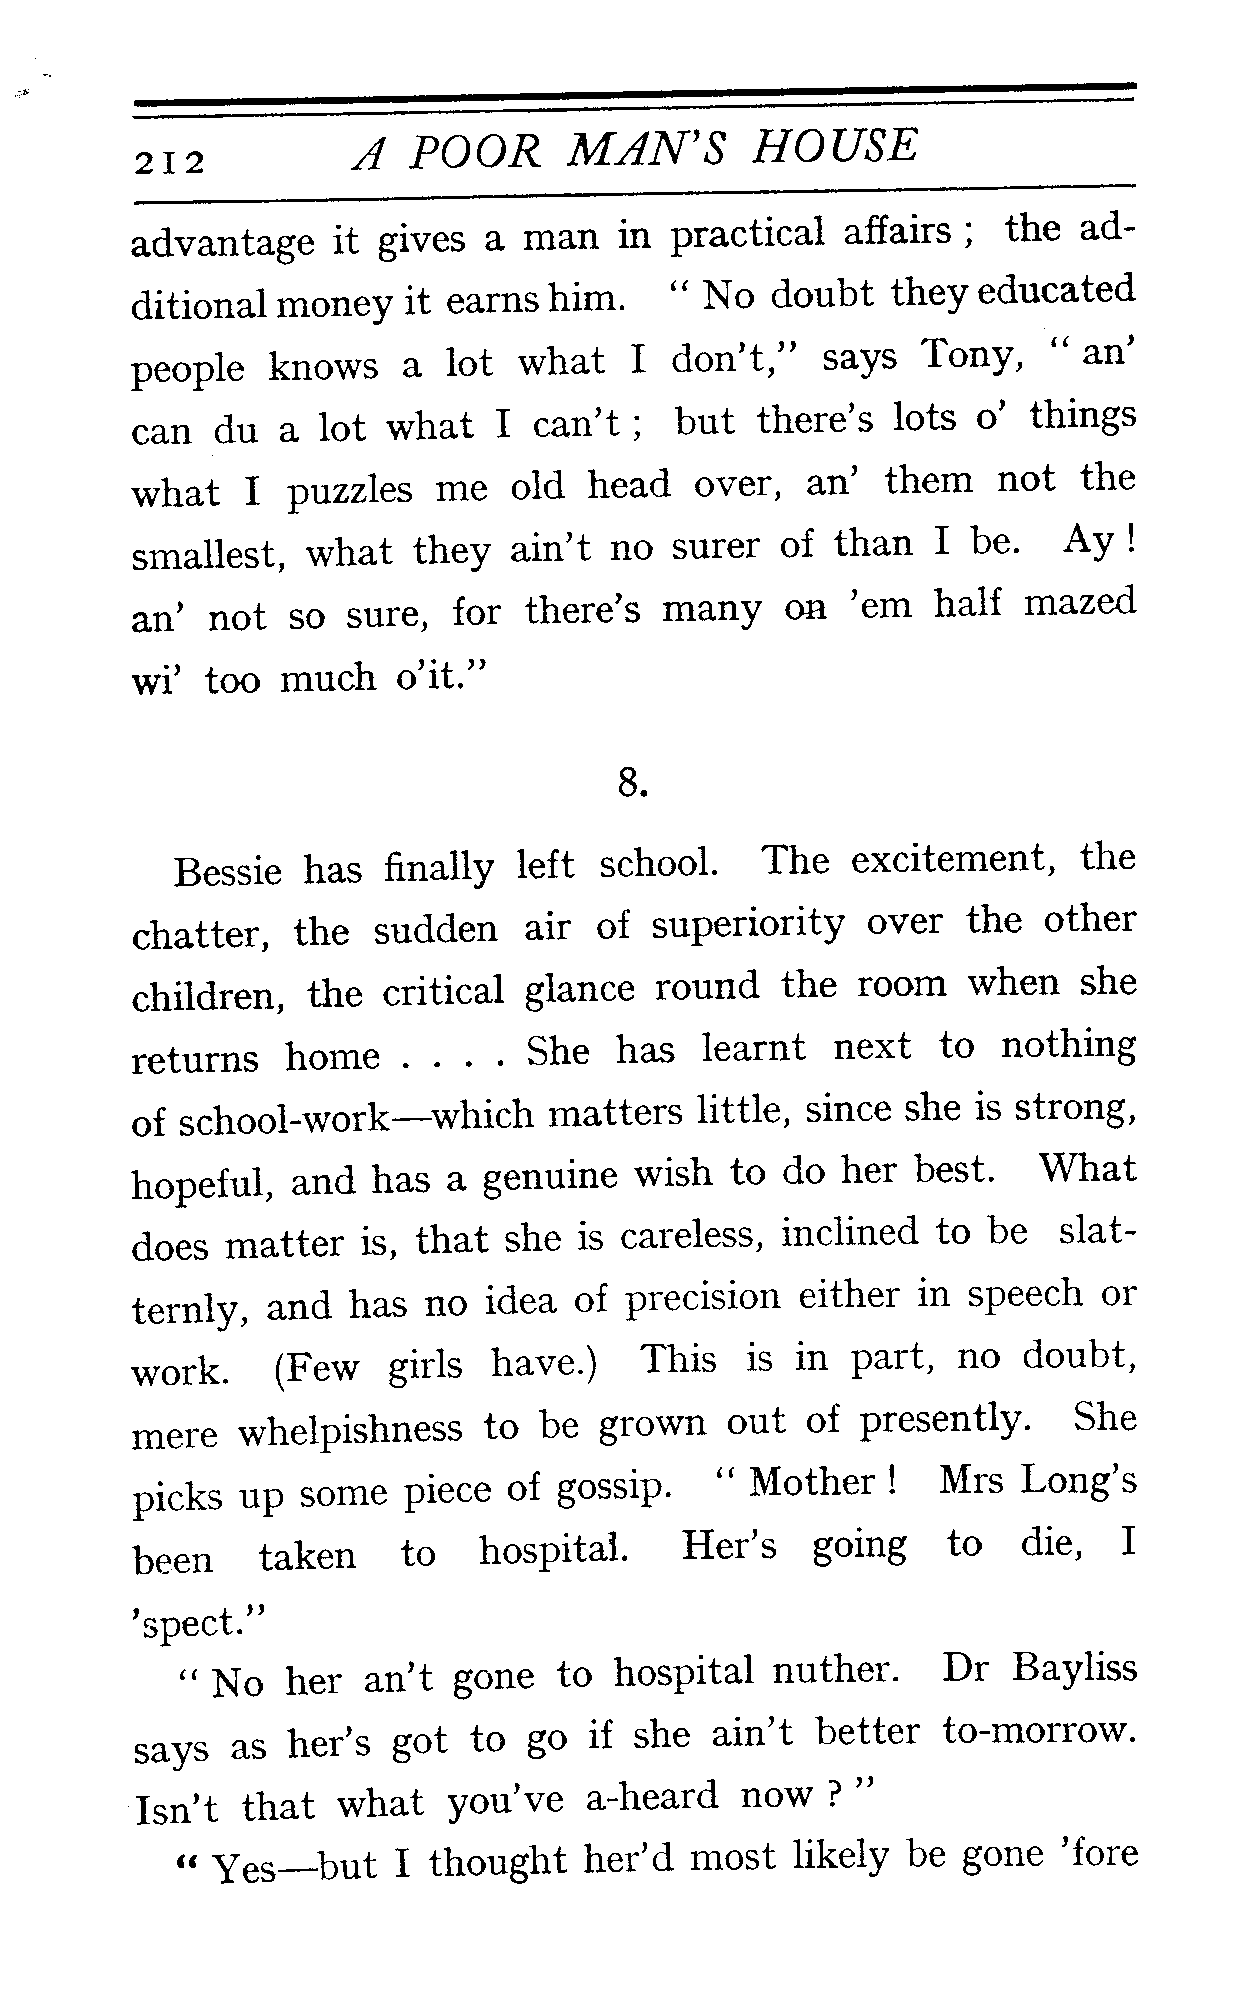 212 A POOR MAN'S HOUSE
advantage it gives a man in practical affairs ; the ad-
ditional money it earns him. " No doubt they educated
people knows a lot what I don't," says Tony, " an'
can du a lot what I can't ; but there's lots o' things
what I puzzles me old head over, an' them not the
smallest, what they ain't no surer of than I be. Ay !
an' not so sure, for there's many on 'em half mazed
wi' too much o'it."
8.
Bessie has finally left school. The excitement, the
chatter, the sudden air of superiority over the other
children, the critical glance round the room when she
returns home . . . . She has learnt next to nothing
of school-work—which matters little, since she is strong,
hopeful, and has a genuine wish to do her best. What
does matter is, that she is careless, inclined to be slat-
ternly, and has no idea of precision either in speech or
work. (Few girls have.) This is in part, no doubt,
mere whelpishness to be grown out of presently. She
picks up some piece of gossip. " Mother ! Mrs Long's
been taken to hospital. Her's going to die, I
'spect."
" No her an't gone to hospital nuther. Dr Bayliss
says as her's got to go if she ain't better to-morrow.
Isn't that what you've a-heard now ? "
" Yes—but I thought her'd most likely be gone 'fore